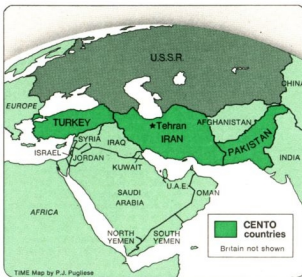 U.S.S.R.
CHINA
EUROPE
TURKEY
★Tehran
IRAN
AFGHANISTAN
PAKISTAN
SYRIA
IRAQ
ISRAEL
JORDAN
KUWAIT
INDIA
U.A.E.
OMAN
SAUDI
ARABIA
AFRICA
NORTH
YEMEN
SOUTH
YEMEN
CENTO
countries
Britain not shown
TIME Map by P.J. Pugliese